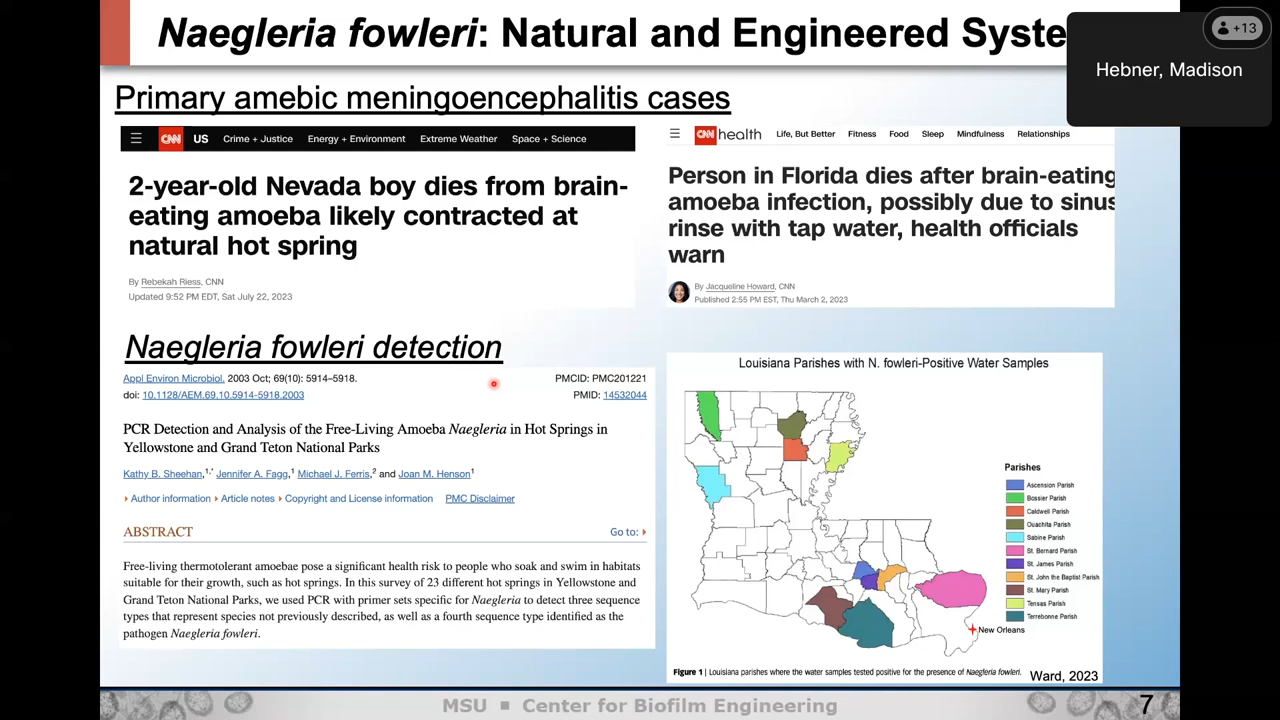 Naegleria fowleri: Natural and Engineered Syste
+13
Hebner, Madison
Primary amebic meningoencephalitis cases
CNN US Crime + Justice Energy + Environment Extreme Weather Space + Science
2-year-old Nevada boy dies from brain-
eating amoeba likely contracted at
natural hot spring
By Rebekah Riess, CNN
Updated 9:52 PM EDT, Sat July 22, 2023
CNN health Life, But Better Fitness Food Sleep Mindfulness Relationships
Person in Florida dies after brain-eating
amoeba infection, possibly due to sinus
rinse with tap water, health officials
warn
By Jacqueline Howard, CNN
Published 2:55 PM EST, Thu March 2, 2023
Naegleria fowleri detection
Appl Environ Microbiol. 2003 Oct; 69(10): 5914–5918. PMCID: PMC201221
doi: 10.1128/AEM.69.10.5914-5918.2003 PMID: 14532044
PCR Detection and Analysis of the Free-Living Amoeba Naegleria in Hot Springs in
Yellowstone and Grand Teton National Parks
Kathy B. Sheehan,1,* Jennifer A. Fagg,1 Michael J. Ferris,2 and Joan M. Henson1
Author information Article notes Copyright and License information PMC Disclaimer
ABSTRACT Go to:
Free-living thermotolerant amoebae pose a significant health risk to people who soak and swim in habitats
suitable for their growth, such as hot springs. In this survey of 23 different hot springs in Yellowstone and
Grand Teton National Parks, we used PCR with primer sets specific for Naegleria to detect three sequence
types that represent species not previously described, as well as a fourth sequence type identified as the
pathogen Naegleria fowleri.
Louisiana Parishes with N. fowleri-Positive Water Samples
Parishes
Ascension Parish
Bossier Parish
Caldwell Parish
Ouachita Parish
Sabine Parish
St. Bernard Parish
St. James Parish
St. John the Baptist Parish
St. Mary Parish
Tensas Parish
Terrebonne Parish
New Orleans
Figure 1 | Louisiana parishes where the water samples tested positive for the presence of Naegleria fowleri.
Ward, 2023
MSU ■ Center for Biofilm Engineering
7